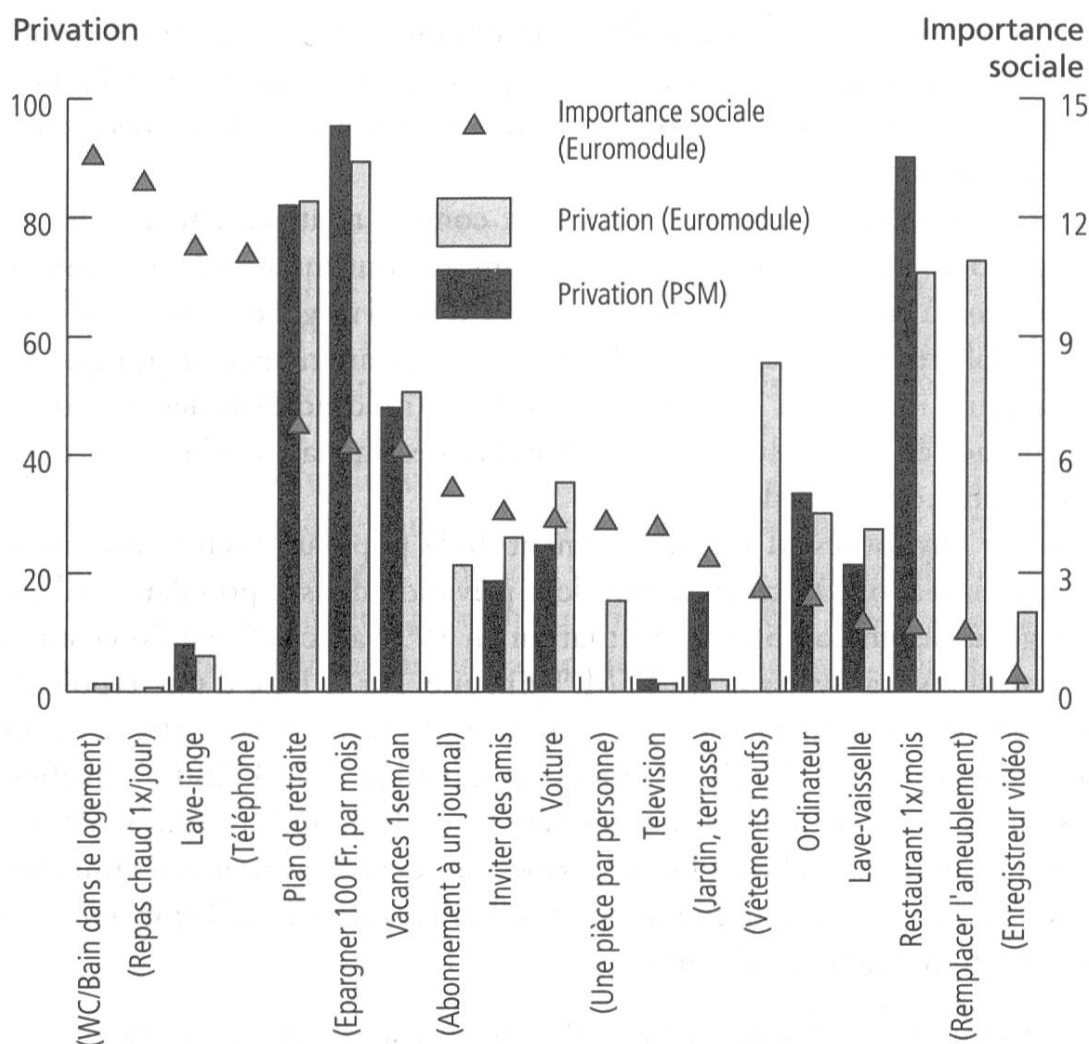 Privation
Importance
sociale
100
80
60
40
20
0
15
12
9
6
3
0
Importance sociale
(Euromodule)
Privation (Euromodule)
Privation (PSM)
(WC/Bain dans le logement)
(Repas chaud 1x/jour)
Lave-linge
(Téléphone)
Plan de retraite
(Epargner 100 Fr. par mois)
Vacances 1sem/an
(Abonnement à un journal)
Inviter des amis
Voiture
(Une pièce par personne)
Television
(Jardin, terrasse)
(Vêtements neufs)
Ordinateur
Lave-vaisselle
Restaurant 1x/mois
(Remplacer l'ameublement)
(Enregistreur vidéo)